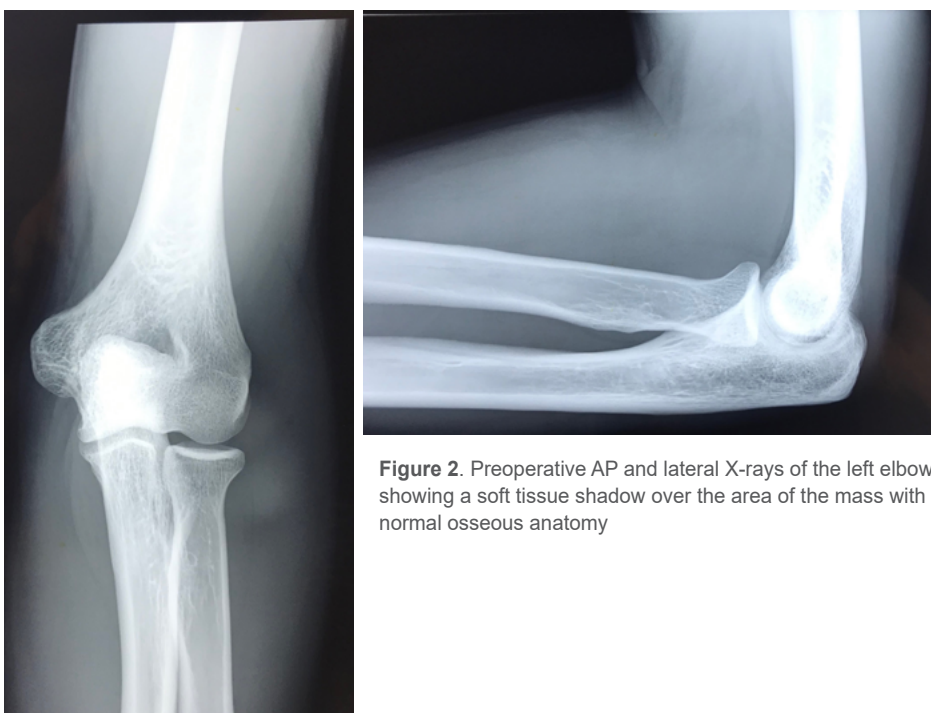 Figure 2. Preoperative AP and lateral X-rays of the left elbow
showing a soft tissue shadow over the area of the mass with
normal osseous anatomy